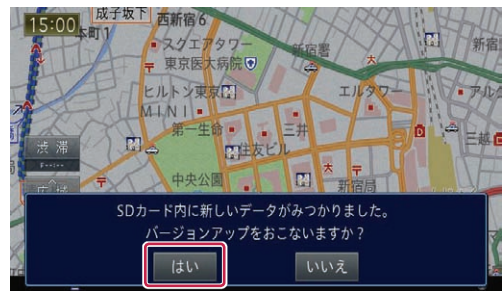 15:00
成子坂下
西新宿6
本町1
スクエアタワー
新宿署
東京医大病院
ヒルトン東京
エルタワー
MINI
アルタ
第一生命
三井
住友ビル
三越
渋滞
中央公園
新宿局
広域
SDカード内に新しいデータがみつかりました。
バージョンアップをおこないますか?
はい
いいえ